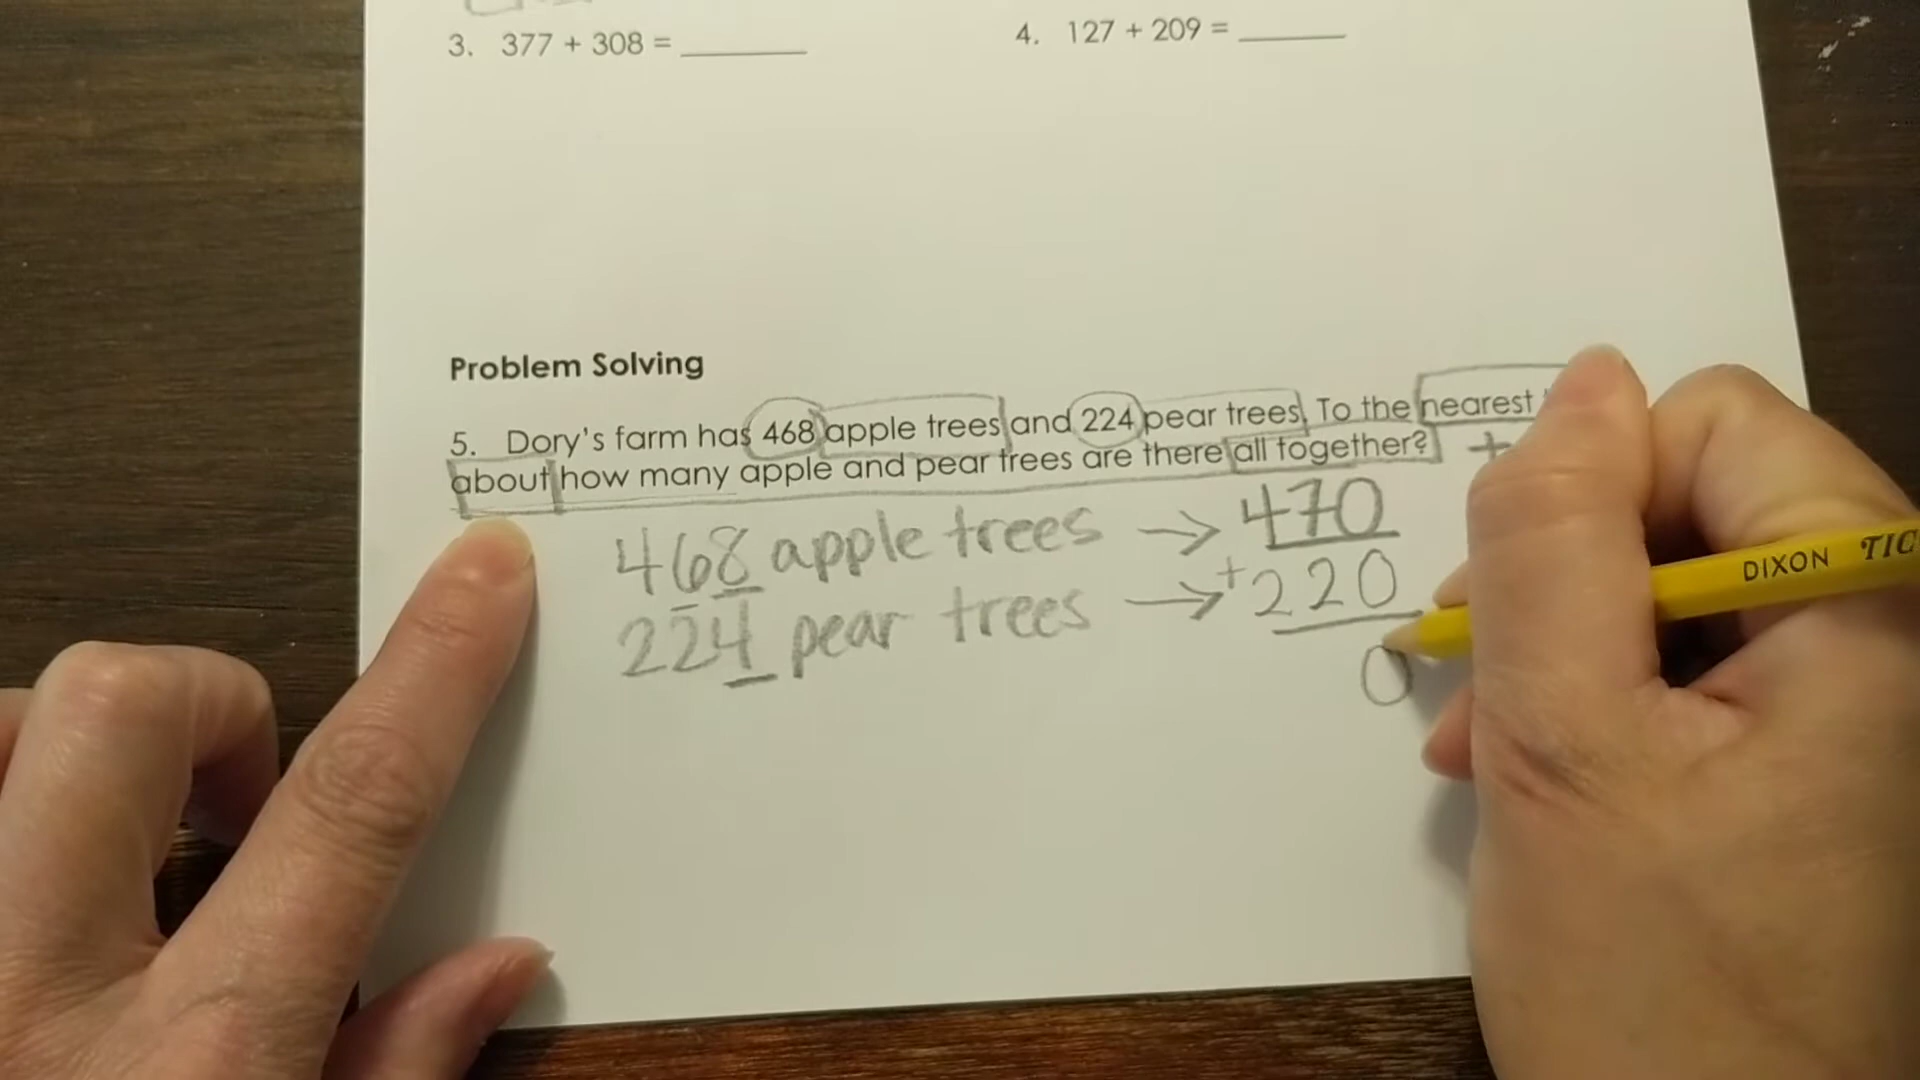 3. 377 + 308 = ________
4. 127 + 209 = ________
Problem Solving
5. Dory's farm has 468 apple trees and 224 pear trees. To the nearest
about how many apple and pear trees are there all together? +
468 apple trees → 470
224 pear trees → + 220
0
DIXON TIC